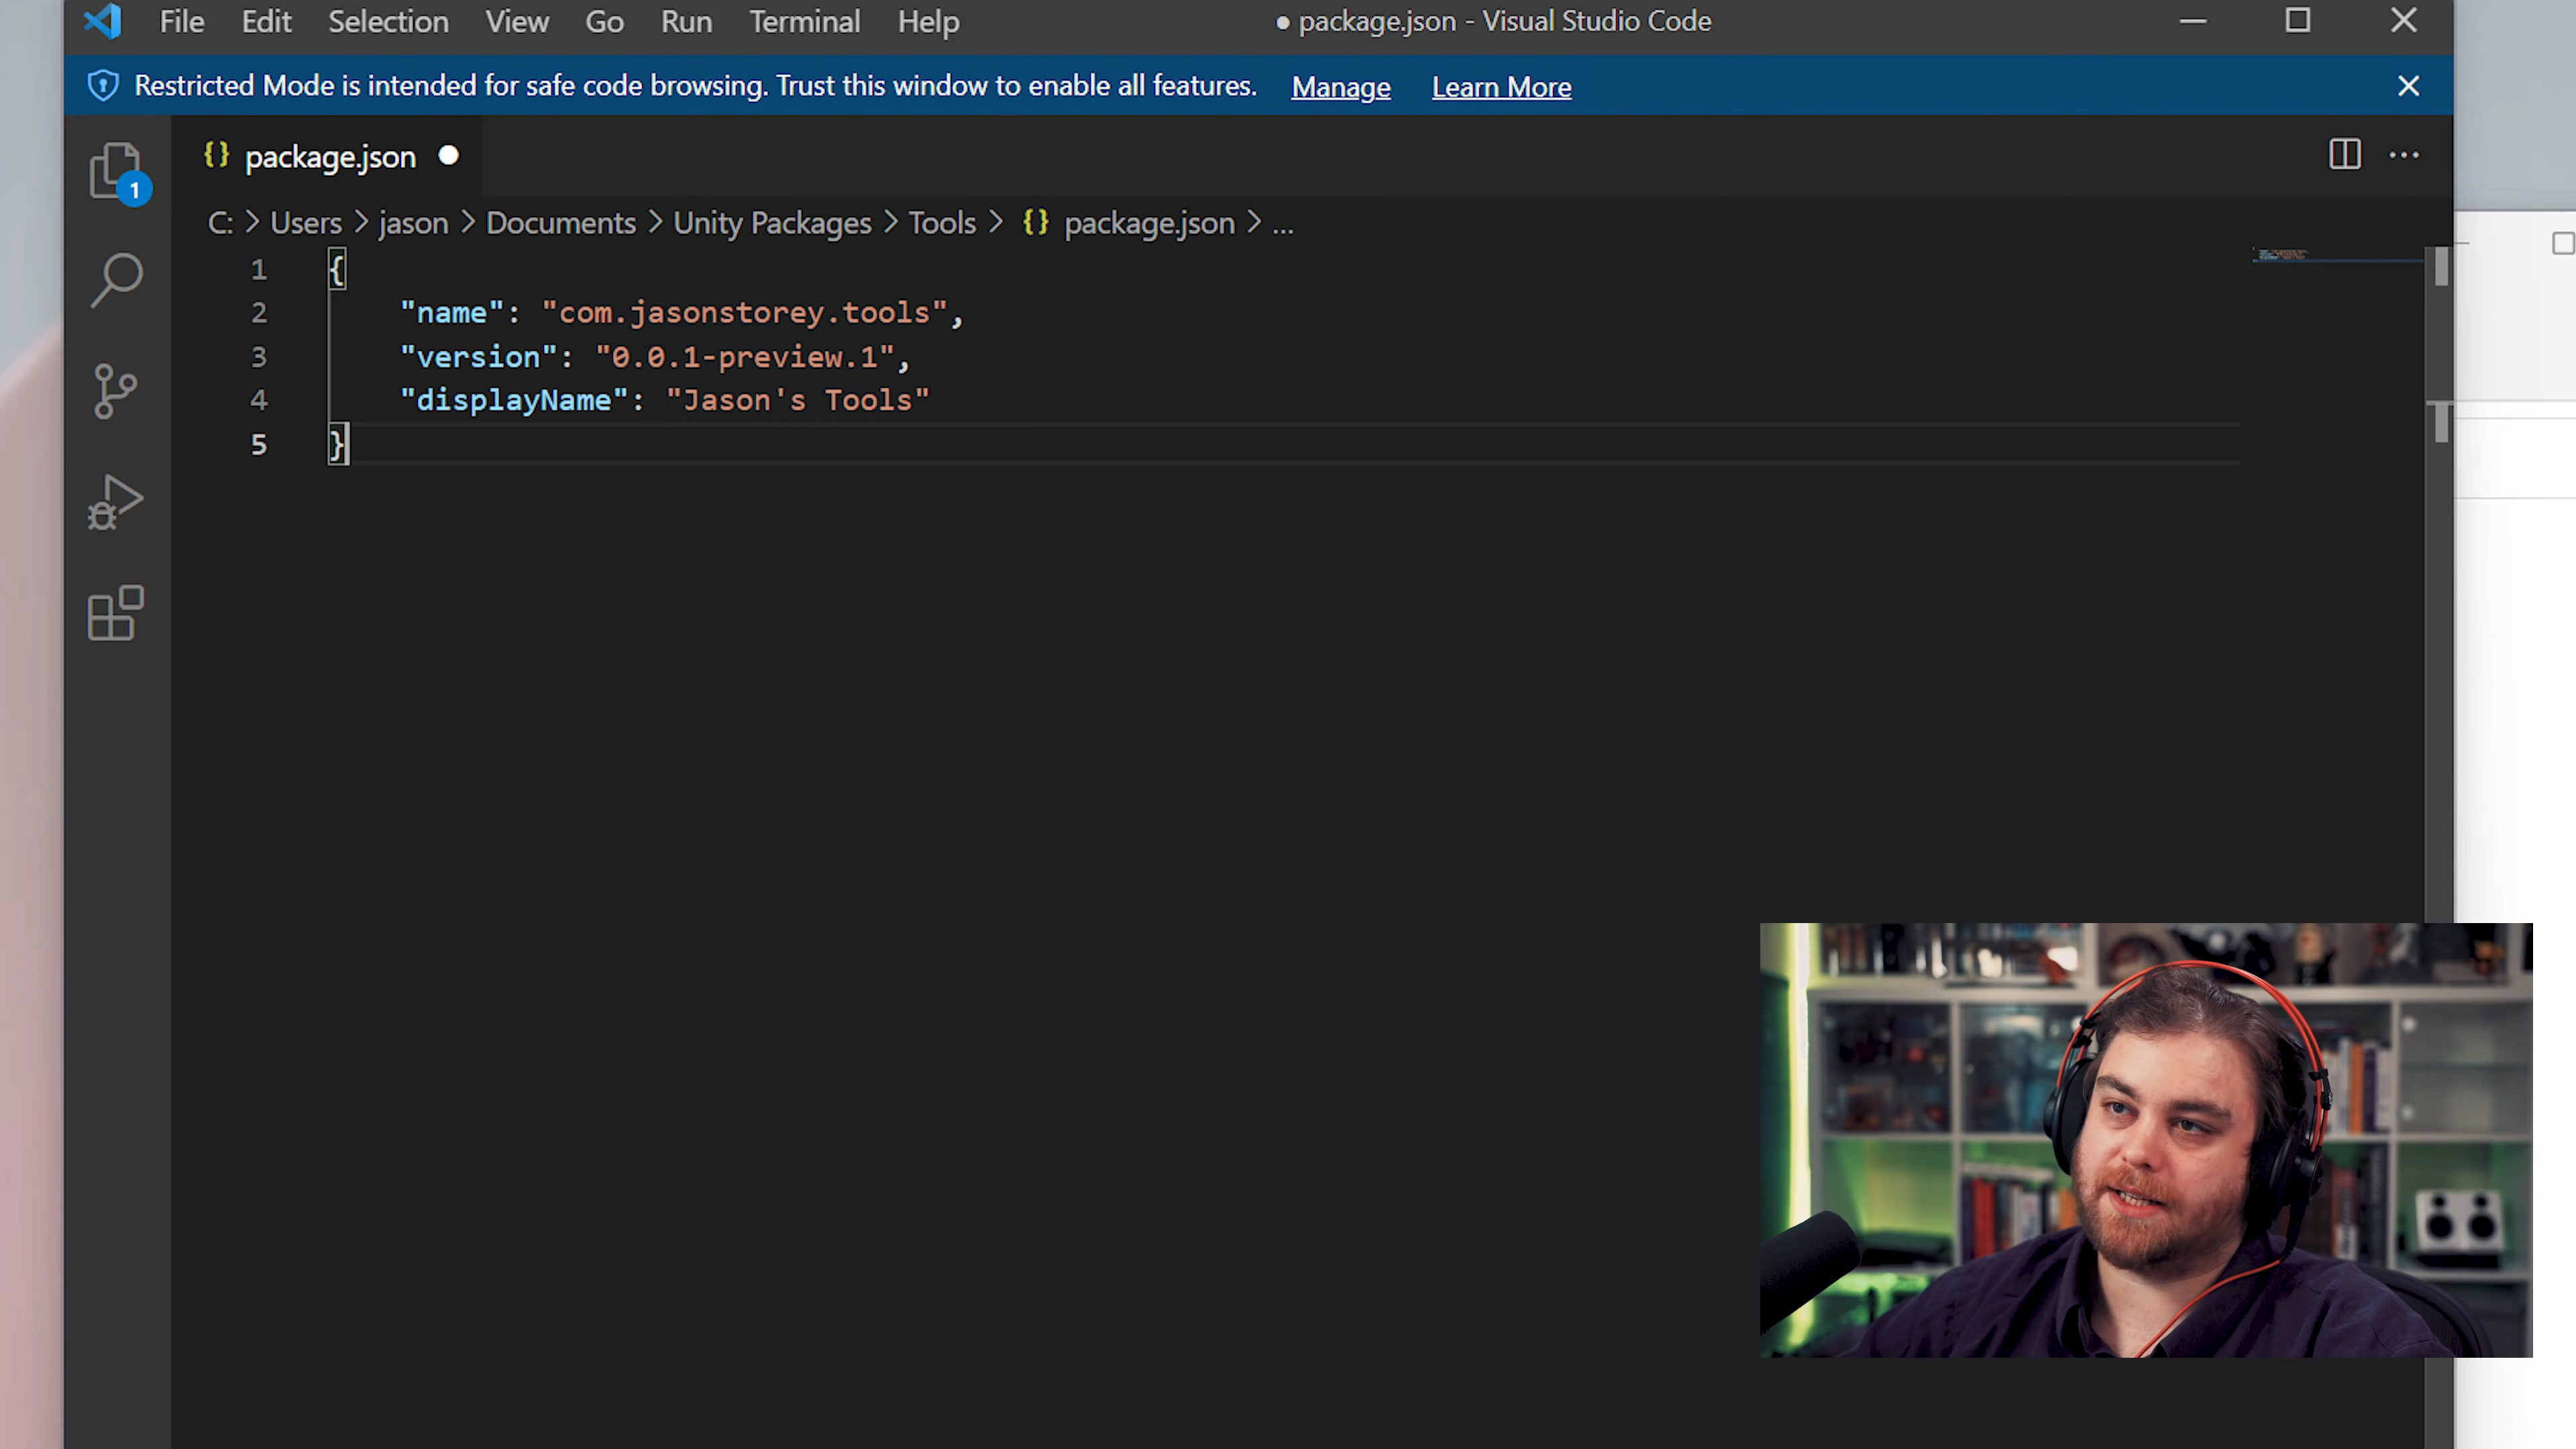 File Edit Selection View Go Run Terminal Help ● package.json - Visual Studio Code
Restricted Mode is intended for safe code browsing. Trust this window to enable all features. Manage Learn More
{} package.json ●
1
C: > Users > jason > Documents > Unity Packages > Tools > {} package.json > ...
1 {
2 "name": "com.jasonstorey.tools",
3 "version": "0.0.1-preview.1",
4 "displayName": "Jason's Tools"
5 }